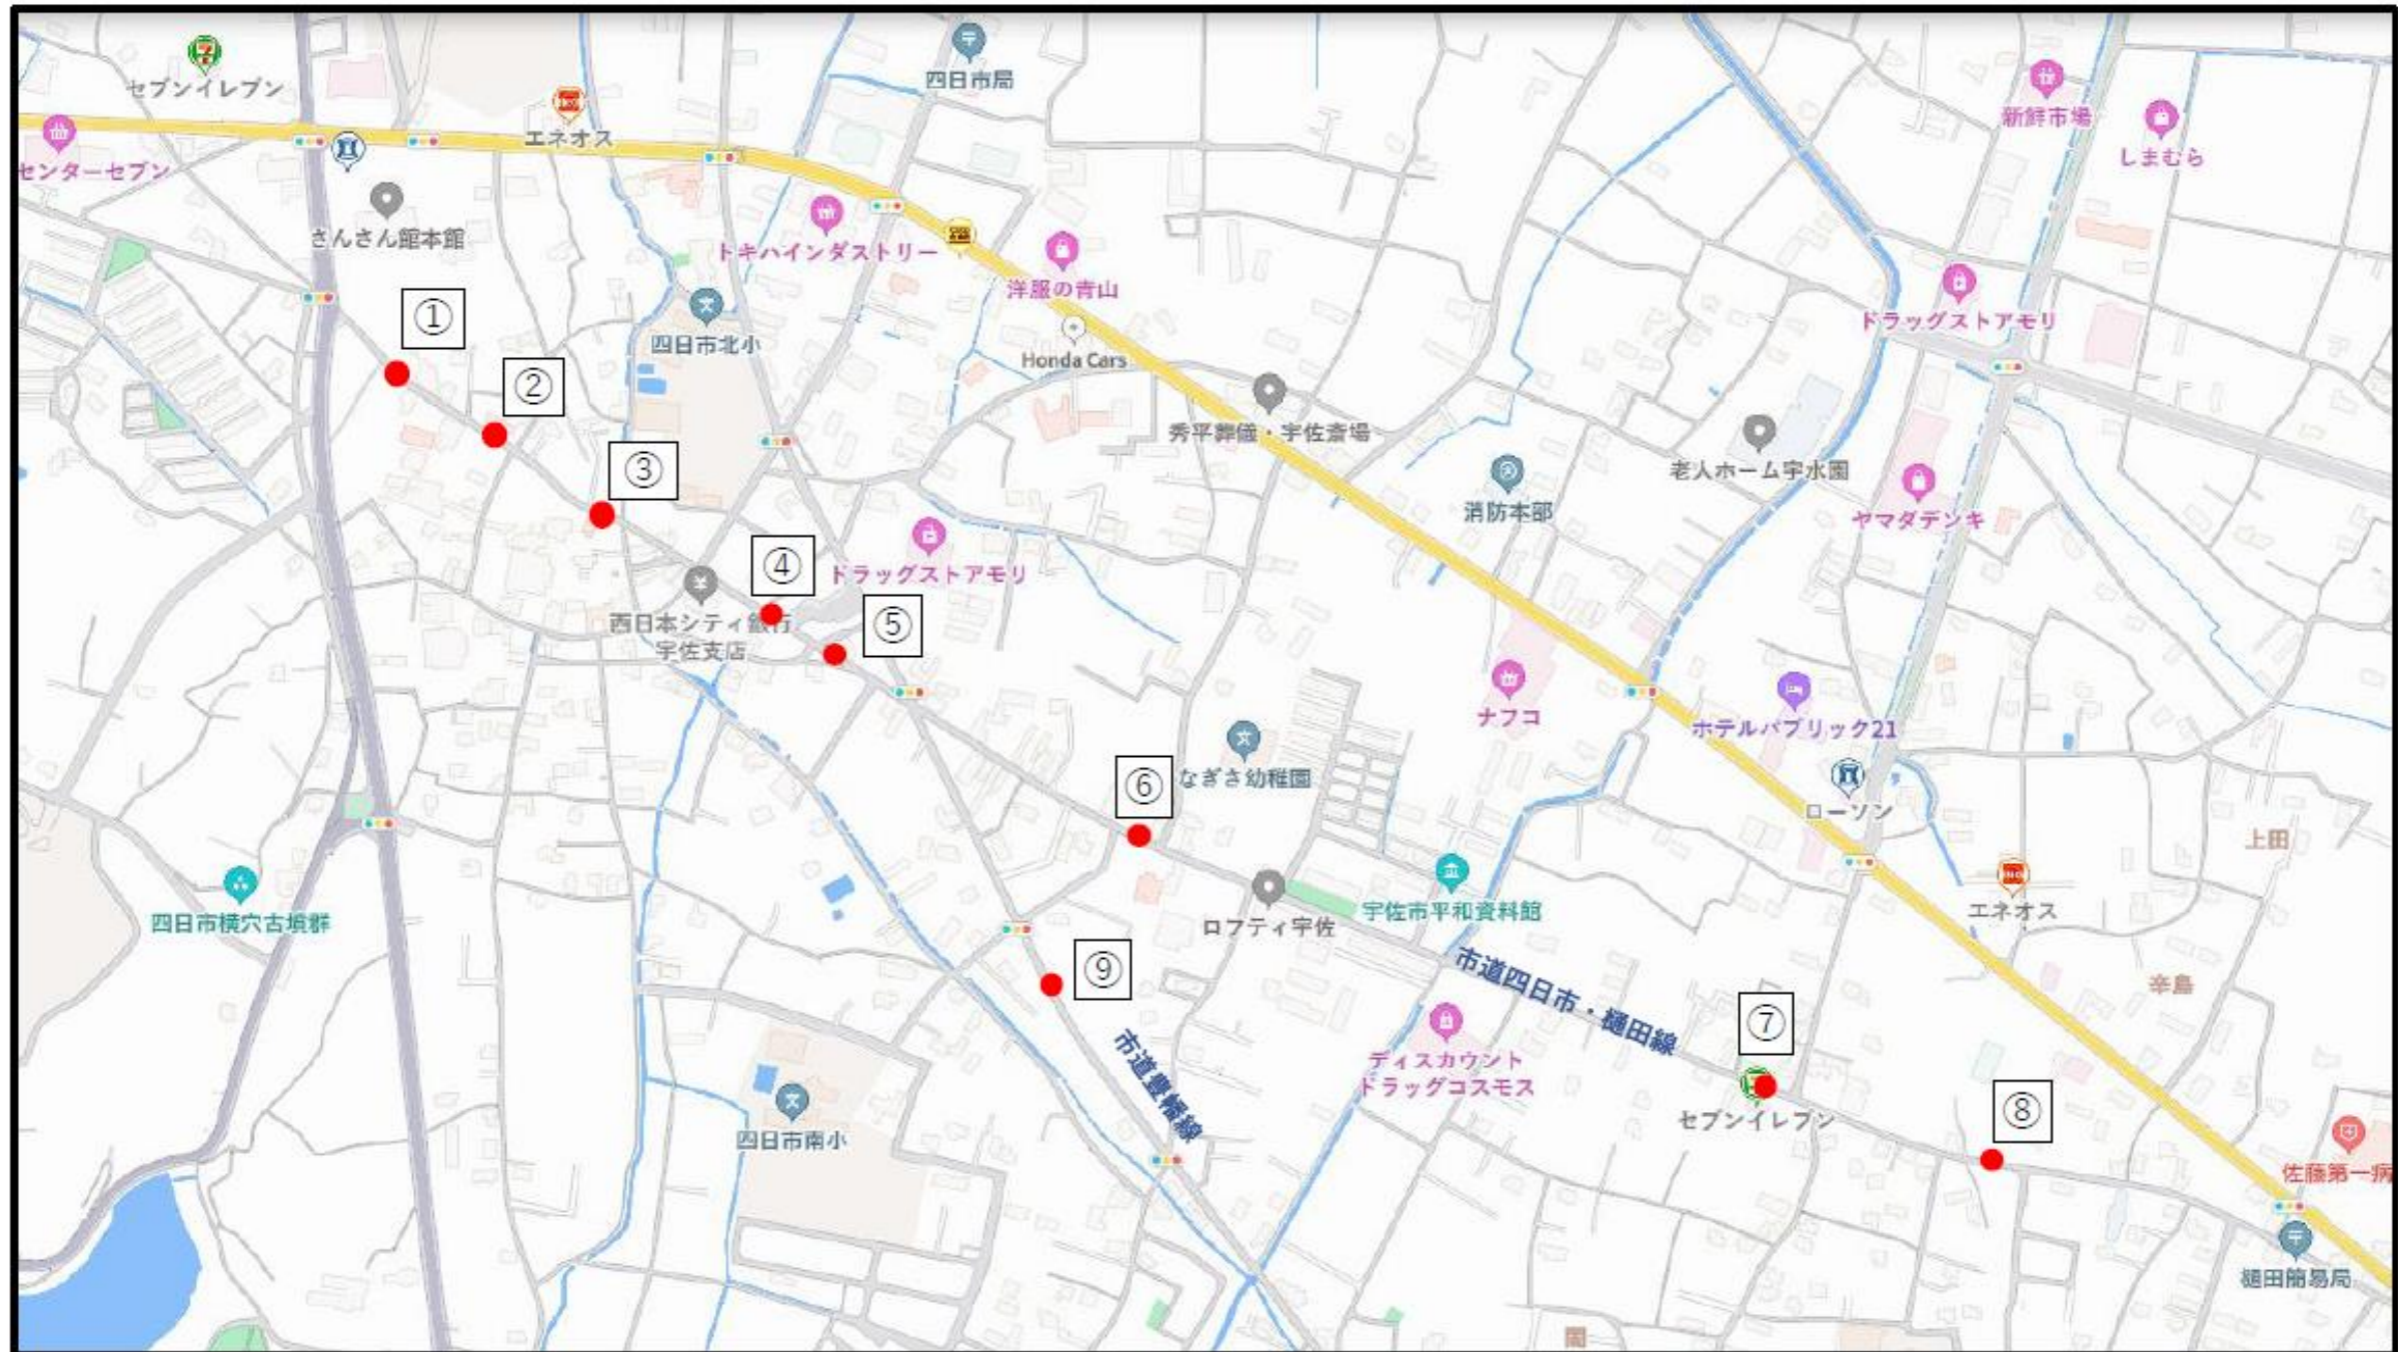 四日市局
セブンイレブン
新鮮市場
エネオス
しまむら
センターセブン
さんさん館本館
トキハインダストリー
洋服の青山
①
ドラッグストアモリ
四日市北小
Honda Cars
②
秀平葬儀・宇佐斎場
③
老人ホーム宇水園
消防本部
ヤマダデンキ
④
ドラッグストアモリ
西日本シティ銀行
宇佐支店
⑤
ナフコ
ホテルパブリック21
⑥
なぎさ幼稚園
ローソン
上田
四日市横穴古墳群
ロフティ宇佐
宇佐市平和資料館
エネオス
⑨
市道四日市・樋田線
辛島
⑦
ディスカウント
ドラッグコスモス
市道豊幡線
セブンイレブン
⑧
四日市南小
佐藤第一病
樋田簡易局
閤